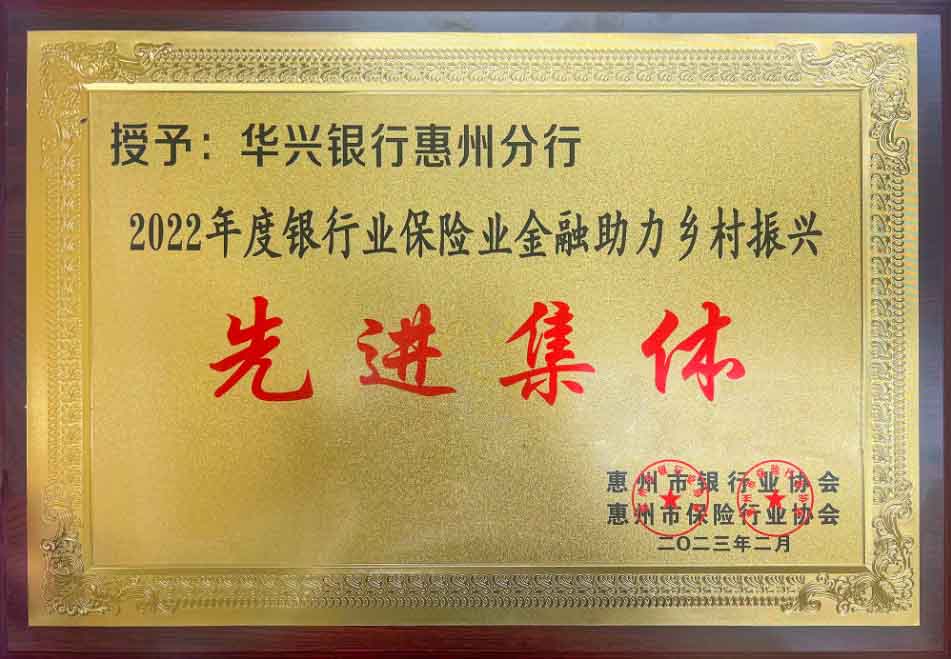 授予：华兴银行惠州分行
2022年度银行业保险业金融助力乡村振兴
先进集体
惠州市银行业协会
惠州市保险行业协会
二〇二三年二月